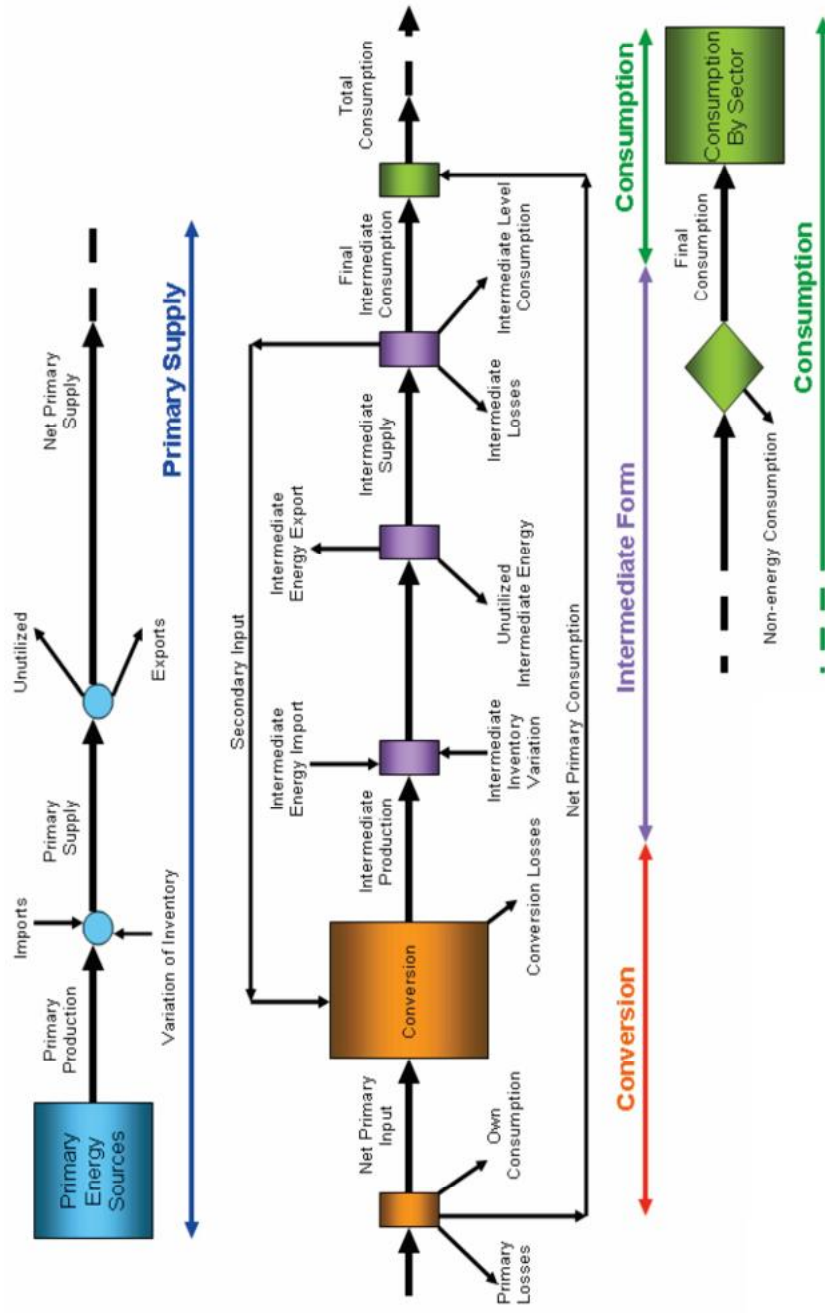 Primary
Energy
Sources
Primary
Production
Imports
Variation of Inventory
Primary
Supply
Unutilized
Exports
Net Primary
Supply
Primary Supply
Primary Losses
Own
Consumption
Net Primary
Input
Conversion
Conversion Losses
Secondary Input
Intermediate
Production
Intermediate
Energy Import
Intermediate
Inventory
Variation
Intermediate
Energy Export
Unutilized
Intermediate Energy
Intermediate
Supply
Intermediate
Losses
Intermediate Level
Consumption
Final
Intermediate
Consumption
Total
Consumption
Net Primary Consumption
Conversion
Intermediate Form
Consumption
Non-energy Consumption
Final
Consumption
Consumption
By Sector
Consumption